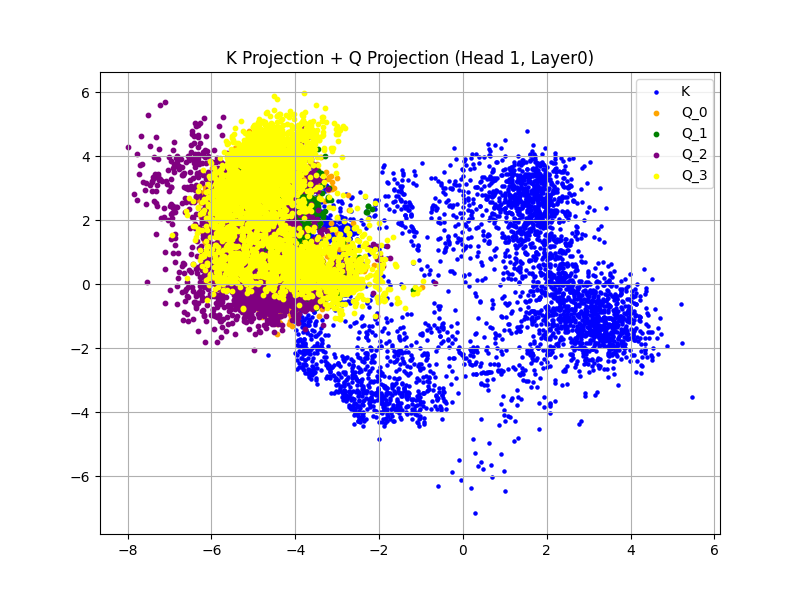 K Projection + Q Projection (Head 1, Layer0)
K
Q_0
Q_1
Q_2
Q_3
6
4
2
0
−2
−4
−6
−8 −6 −4 −2 0 2 4 6